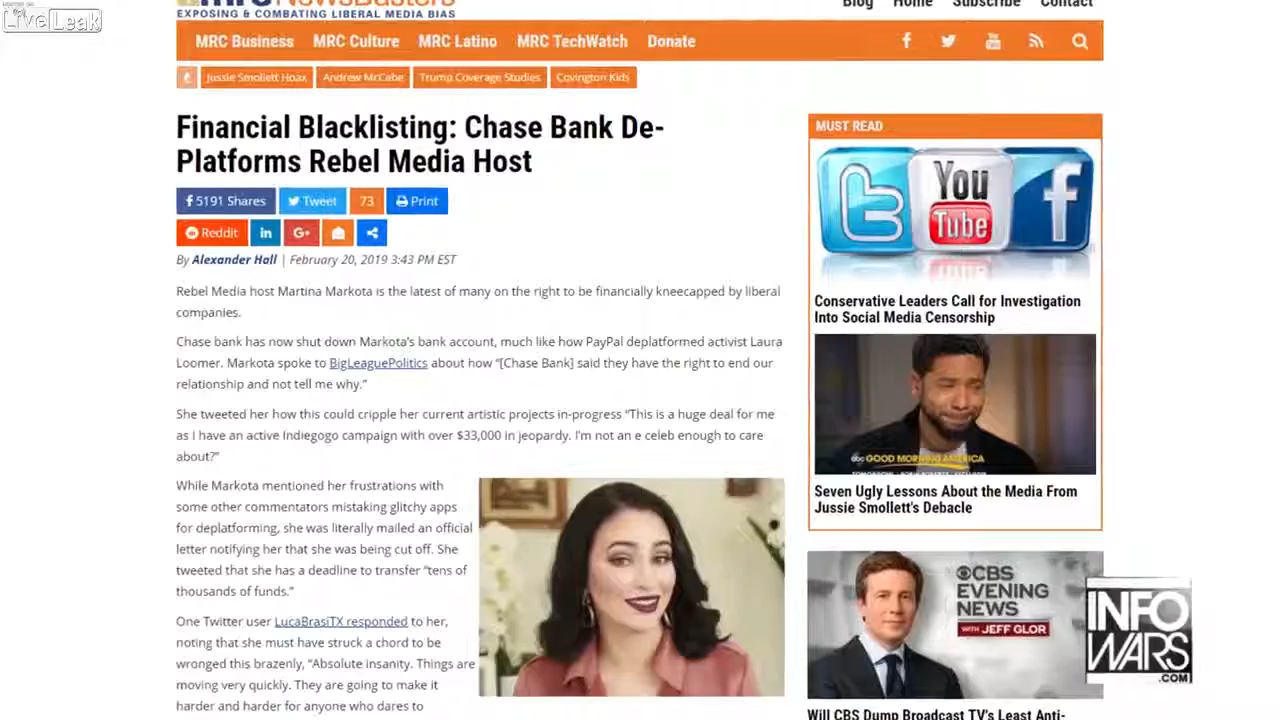 LiveLeak
MRC NewsBusters
EXPOSING & COMBATING LIBERAL MEDIA BIAS
Blog Home Subscribe Contact
MRC Business MRC Culture MRC Latino MRC TechWatch Donate
Jussie Smollett Hoax Andrew McCabe Trump Coverage Studies Covington Kids
Financial Blacklisting: Chase Bank De-
Platforms Rebel Media Host
5191 Shares Tweet 73 Print
Reddit in G+
By Alexander Hall | February 20, 2019 3:43 PM EST
Rebel Media host Martina Markota is the latest of many on the right to be financially kneecapped by liberal
companies.
Chase bank has now shut down Markota's bank account, much like how PayPal deplatformed activist Laura
Loomer. Markota spoke to BigLeaguePolitics about how "[Chase Bank] said they have the right to end our
relationship and not tell me why."
She tweeted her how this could cripple her current artistic projects in-progress "This is a huge deal for me
as I have an active Indiegogo campaign with over $33,000 in jeopardy. I'm not an e celeb enough to care
about?"
While Markota mentioned her frustrations with
some other commentators mistaking glitchy apps
for deplatforming, she was literally mailed an official
letter notifying her that she was being cut off. She
tweeted that she has a deadline to transfer "tens of
thousands of funds."
One Twitter user LucaBrasiTX responded to her,
noting that she must have struck a chord to be
wronged this brazenly, "Absolute insanity. Things are
moving very quickly. They are going to make it
harder and harder for anyone who dares to
MUST READ
You
Tube
Conservative Leaders Call for Investigation
Into Social Media Censorship
abc GOOD MORNING AMERICA
Seven Ugly Lessons About the Media From
Jussie Smollett's Debacle
CBS
EVENING
NEWS
WITH JEFF GLOR
INFO
WARS
.COM
Will CBS Dump Broadcast TV's Least Anti-